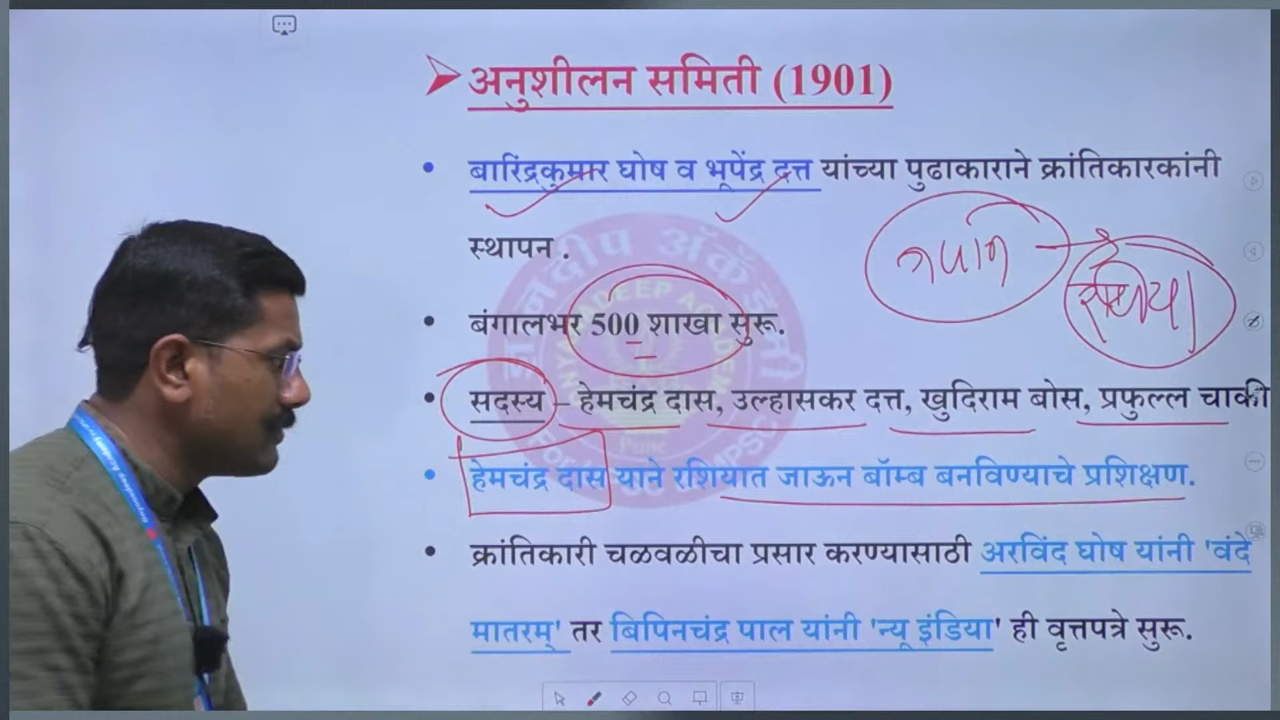 अनुशीलन समिती (1901)
बारिंद्रकुमार घोष व भूपेंद्र दत्त यांच्या पुढाकाराने क्रांतिकारकांनी
स्थापन.
बंगालभर 500 शाखा सुरू.
सदस्य – हेमचंद्र दास, उल्हासकर दत्त, खुदिराम बोस, प्रफुल्ल चाकी
हेमचंद्र दास याने रशियात जाऊन बॉम्ब बनविण्याचे प्रशिक्षण.
क्रांतिकारी चळवळीचा प्रसार करण्यासाठी अरविंद घोष यांनी 'वंदे
मातरम्' तर बिपिनचंद्र पाल यांनी 'न्यू इंडिया' ही वृत्तपत्रे सुरू.